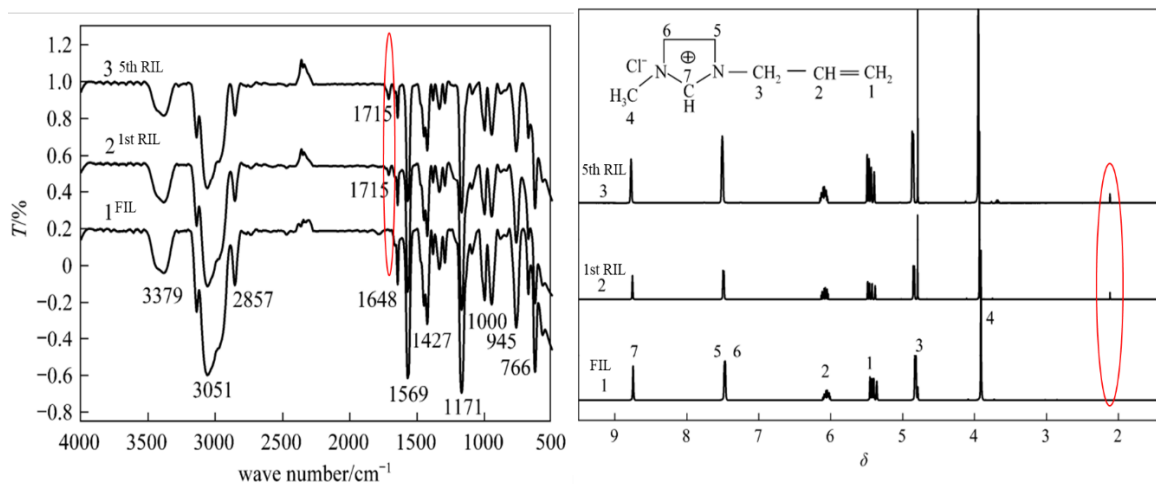 T/%
1.2
1.0
0.8
0.6
0.4
0.2
0
−0.2
−0.4
−0.6
−0.8
3 5th RIL
2 1st RIL
1 FIL
1715
1715
3379
3051
2857
1648
1569
1427
1171
1000
945
766
4000 3500 3000 2500 2000 1500 1000 500
wave number/cm⁻¹
6 5
Cl⁻ N ⊕ N CH₂ CH CH₂
7
H₃C C 3 2 1
4 H
5th RIL
3
1st RIL
2
4
FIL
1
7 5 6 2 1 3
9 8 7 6 5 4 3 2
δ